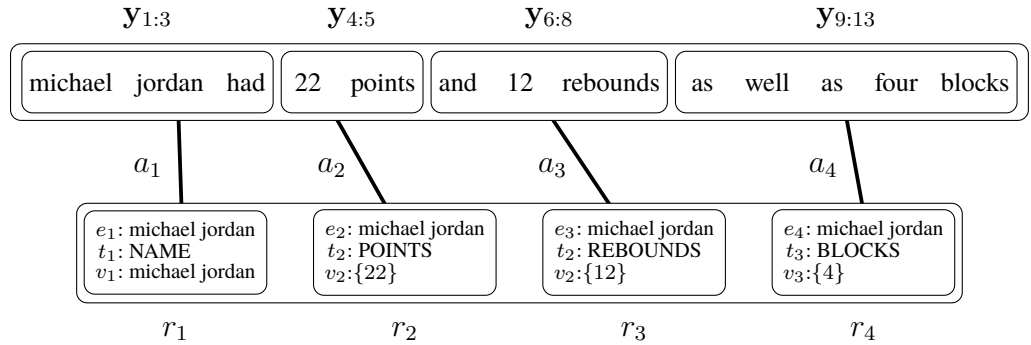 y1:3 y4:5 y6:8 y9:13
michael jordan had 22 points and 12 rebounds as well as four blocks
a1 a2 a3 a4
e1: michael jordan e2: michael jordan e3: michael jordan e4: michael jordan
t1: NAME t2: POINTS t2: REBOUNDS t3: BLOCKS
v1: michael jordan v2:{22} v2:{12} v3:{4}
r1 r2 r3 r4